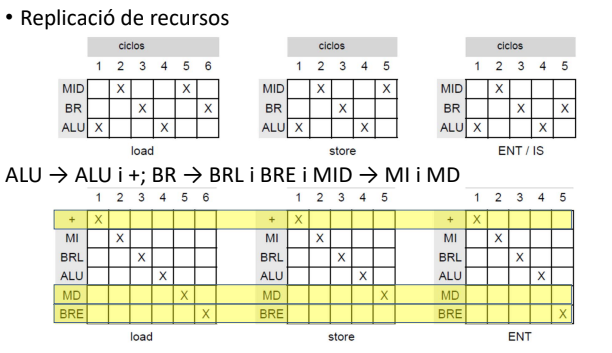 • Replicació de recursos
ciclos ciclos ciclos
1 2 3 4 5 6 1 2 3 4 5 1 2 3 4 5
MID X X MID X X MID X
BR X X BR X BR X X
ALU X X ALU X X ALU X X
load store ENT / IS
ALU → ALU i +; BR → BRL i BRE i MID → MI i MD
1 2 3 4 5 6 1 2 3 4 5 1 2 3 4 5
+ X + X + X
MI X MI X MI X
BRL X BRL X BRL X
ALU X ALU X ALU X
MD X MD X MD
BRE X BRE BRE X
load store ENT